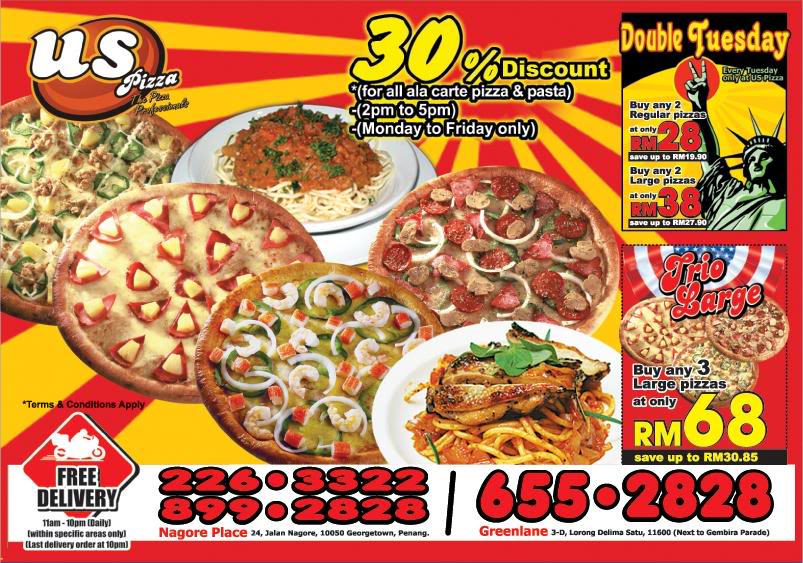 us
Pizza
The Pizza
Professionals
30% Discount
*(for all ala carte pizza & pasta)
-(2pm to 5pm)
-(Monday to Friday only)
Double Tuesday
Every Tuesday
only at US Pizza
Buy any 2
Regular pizzas
at only
RM28
save up to RM19.90
Buy any 2
Large pizzas
at only
RM38
save up to RM27.90
Trio
Large
Buy any 3
Large pizzas
at only
RM68
save up to RM30.85
*Terms & Conditions Apply
FREE
DELIVERY
11am - 10pm (Daily)
(within specific areas only)
(Last delivery order at 10pm)
226•3322
899•2828
Nagore Place 24, Jalan Nagore, 10050 Georgetown, Penang.
655•2828
Greenlane 3-D, Lorong Delima Satu, 11600 (Next to Gembira Parade)